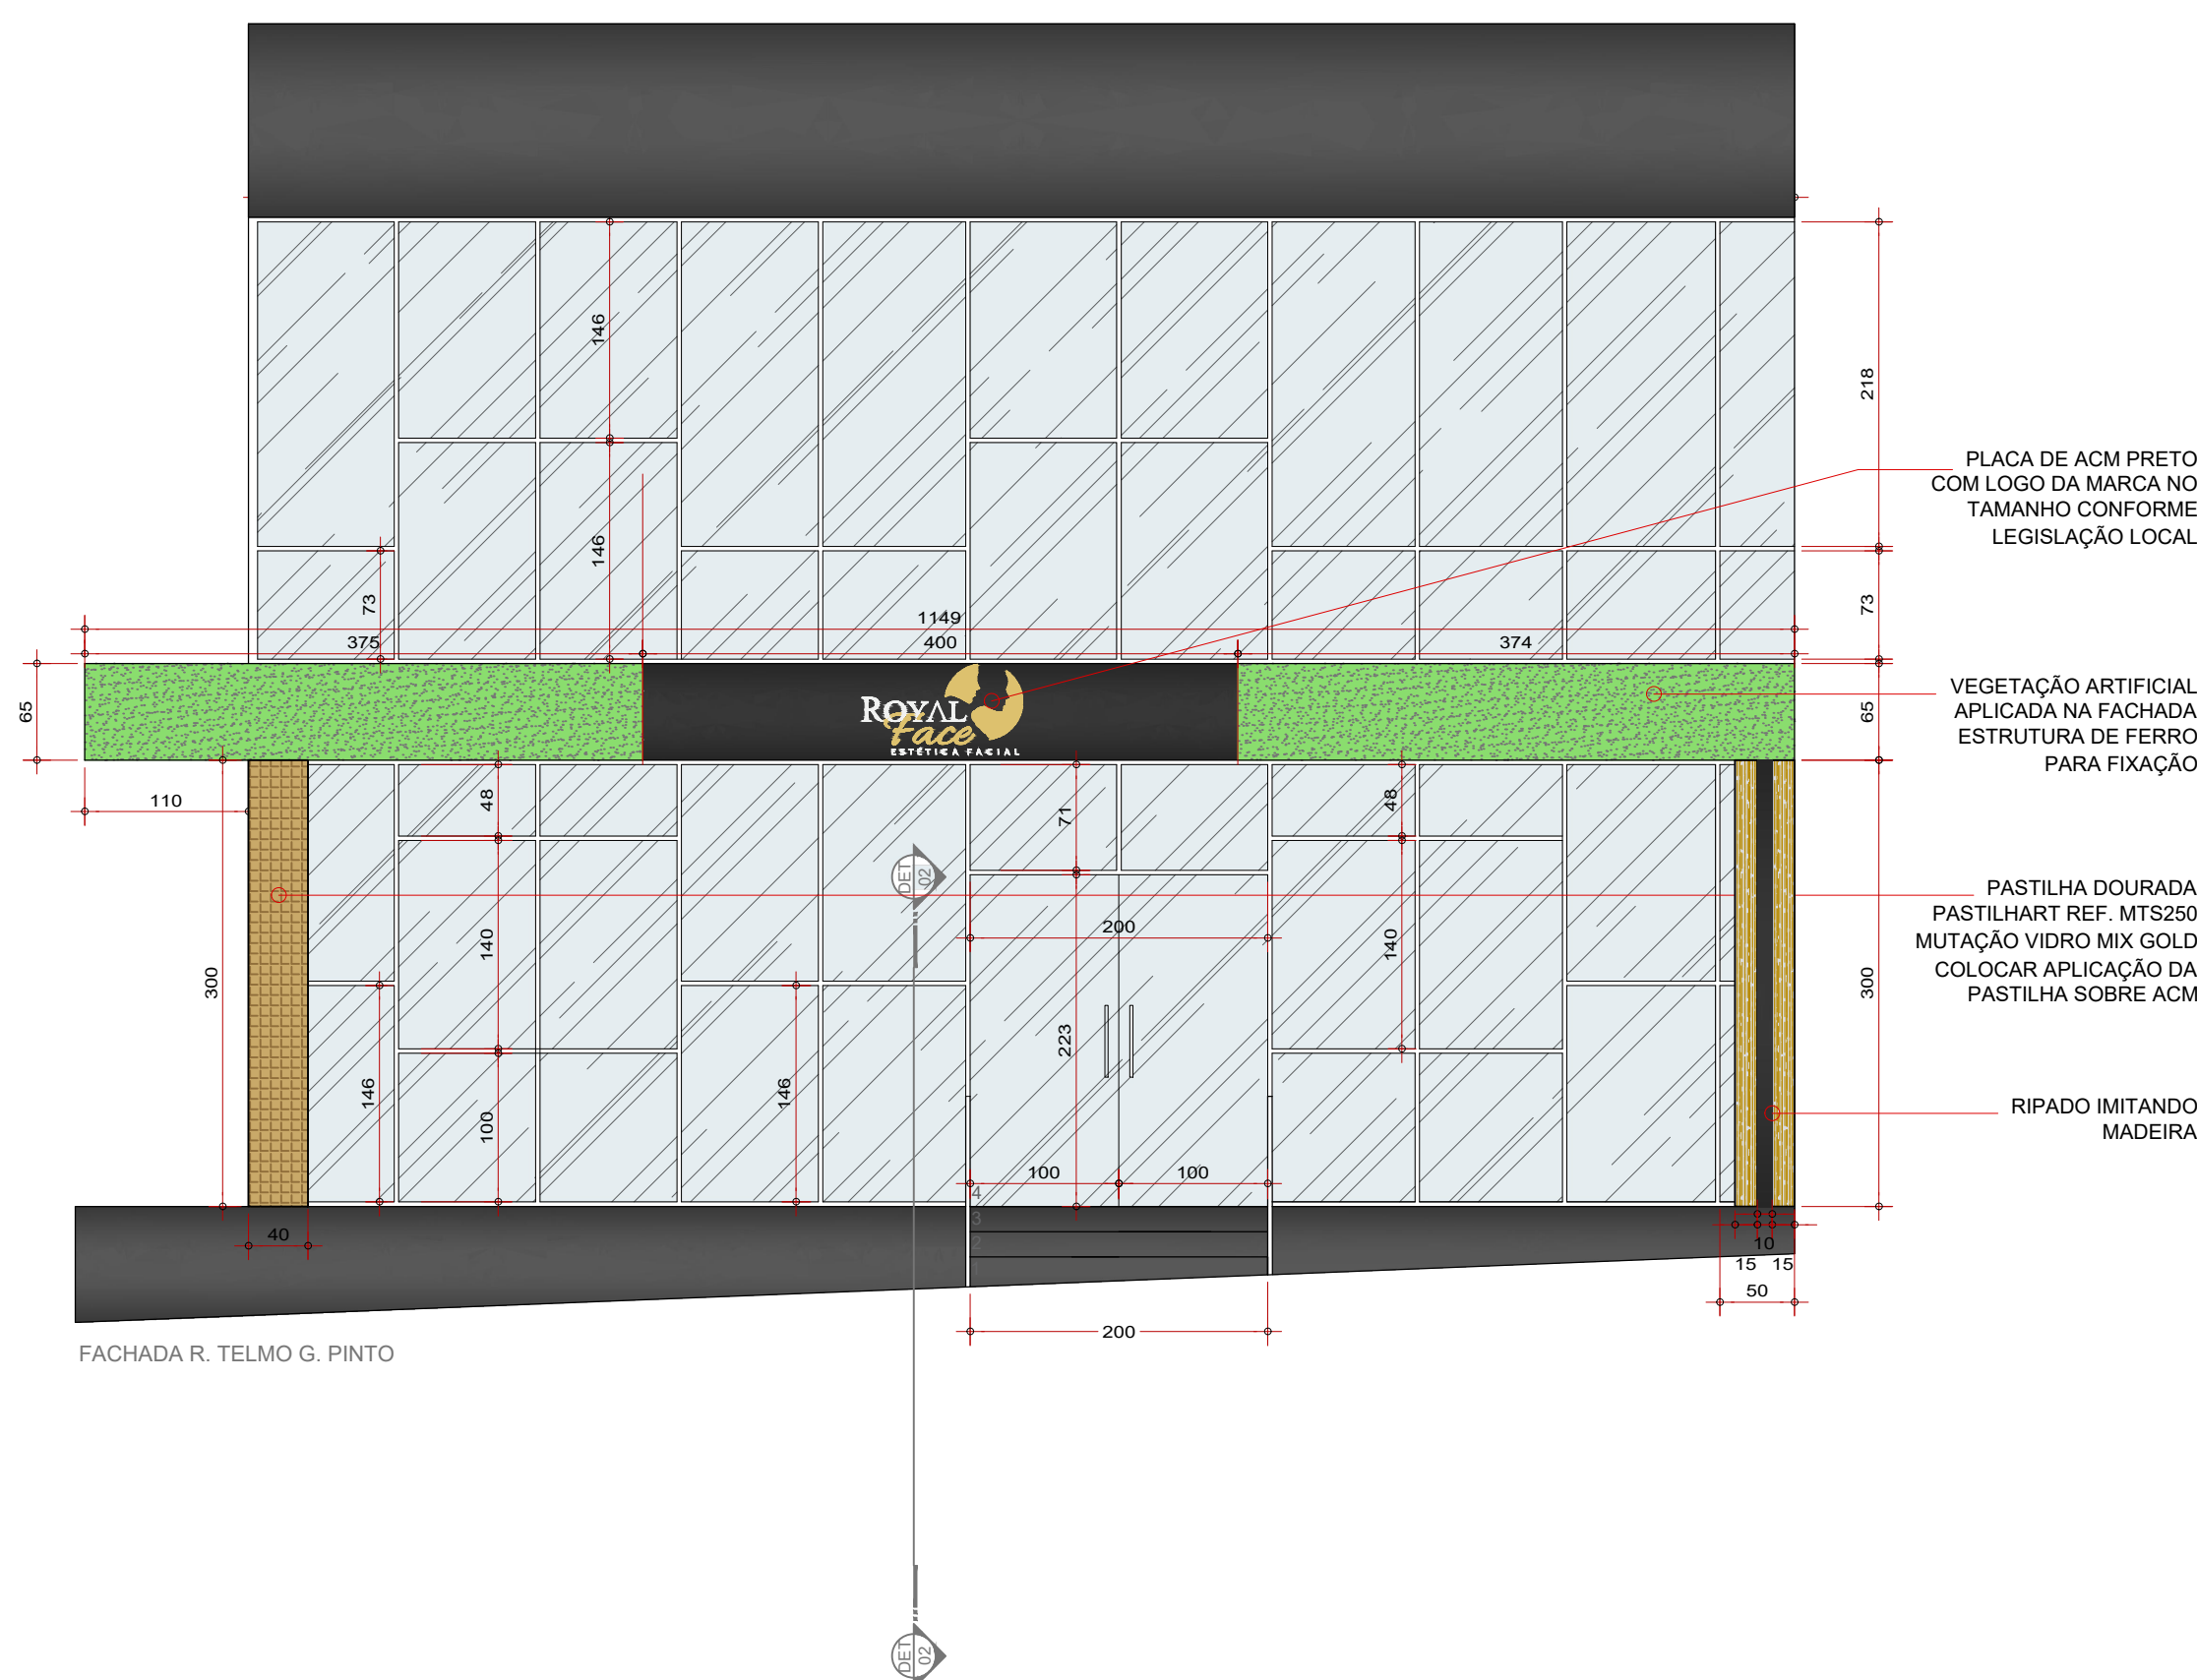 146
218
PLACA DE ACM PRETO
COM LOGO DA MARCA NO
TAMANHO CONFORME
LEGISLAÇÃO LOCAL
146
73
73
1149
375
400
374
65
ROYAL
Face
ESTÉTICA FACIAL
65
VEGETAÇÃO ARTIFICIAL
APLICADA NA FACHADA
ESTRUTURA DE FERRO
PARA FIXAÇÃO
110
48
71
48
DET
02
PASTILHA DOURADA
PASTILHART REF. MTS250
MUTAÇÃO VIDRO MIX GOLD
COLOCAR APLICAÇÃO DA
PASTILHA SOBRE ACM
200
140
140
300
300
223
146
100
146
RIPADO IMITANDO
MADEIRA
100
100
4
3
2
1
40
10
15
15
50
200
FACHADA R. TELMO G. PINTO
DET
02